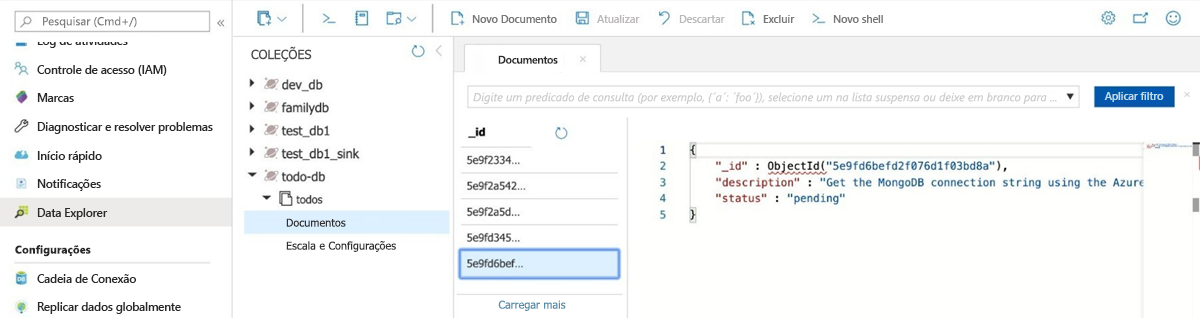 Pesquisar (Cmd+/)
Log de atividades
Controle de acesso (IAM)
Marcas
Diagnosticar e resolver problemas
Início rápido
Notificações
Data Explorer
Configurações
Cadeia de Conexão
Replicar dados globalmente
Novo Documento
Atualizar
Descartar
Excluir
Novo shell
COLEÇÕES
dev_db
familydb
test_db1
test_db1_sink
todo-db
todos
Documentos
Escala e Configurações
Documentos
Digite um predicado de consulta (por exemplo, {´a´: ´foo´}), selecione um na lista suspensa ou deixe em branco para ...
Aplicar filtro
_id
5e9f2334...
5e9f2a542...
5e9f2a5d...
5e9fd345...
5e9fd6bef...
Carregar mais
1 {
2 "_id" : ObjectId("5e9fd6befd2f076d1f03bd8a"),
3 "description" : "Get the MongoDB connection string using the Azure
4 "status" : "pending"
5 }